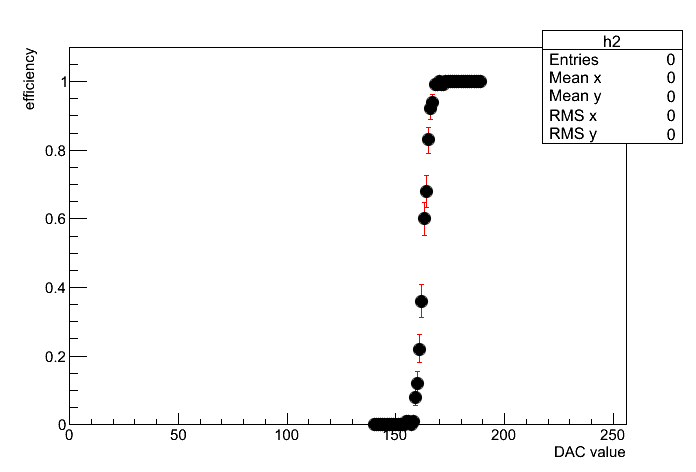 h2
Entries 0
Mean x 0
Mean y 0
RMS x 0
RMS y 0
efficiency
1
0.8
0.6
0.4
0.2
0
0 50 100 150 200 250
DAC value